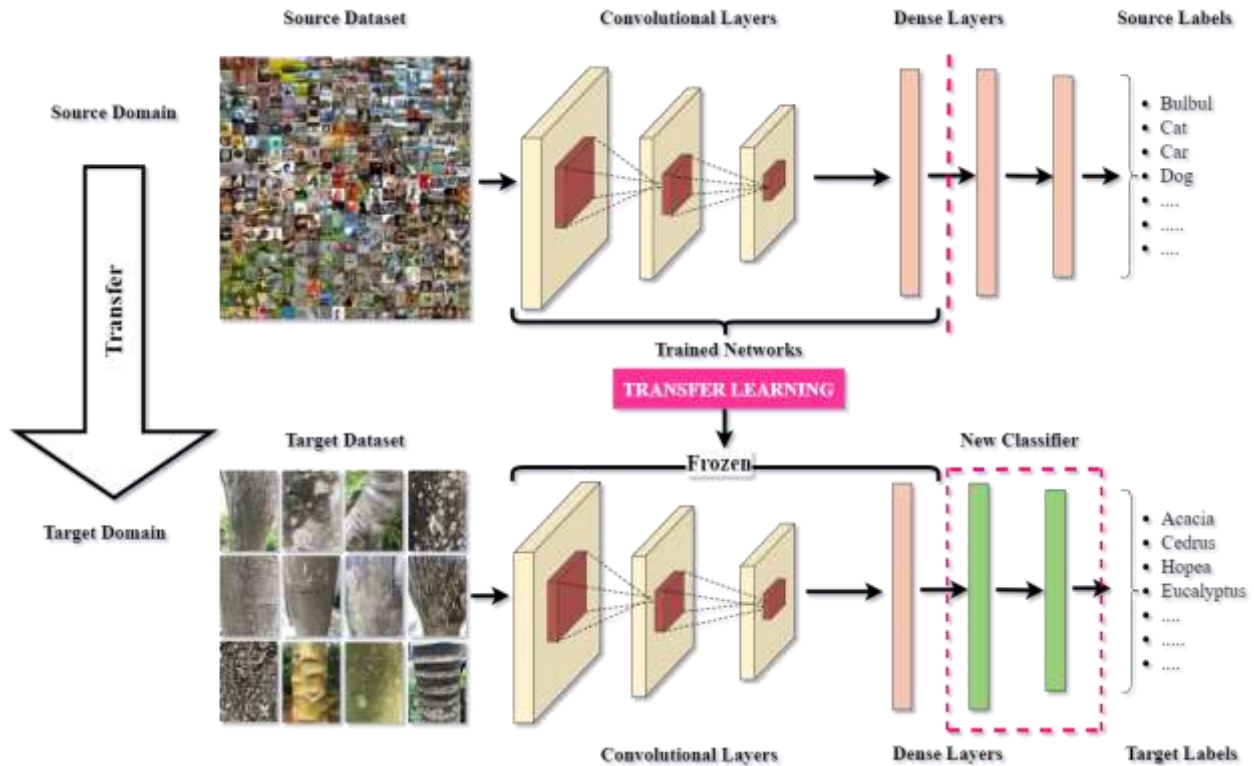 Source Dataset
Convolutional Layers
Dense Layers
Source Labels
Source Domain
• Bulbul
• Cat
• Car
• Dog
• ....
• .....
• ....
Transfer
Trained Networks
TRANSFER LEARNING
Target Dataset
New Classifier
Frozen
Target Domain
• Acacia
• Cedrus
• Hopea
• Eucalyptus
• ....
• .....
• ....
Convolutional Layers
Dense Layers
Target Labels